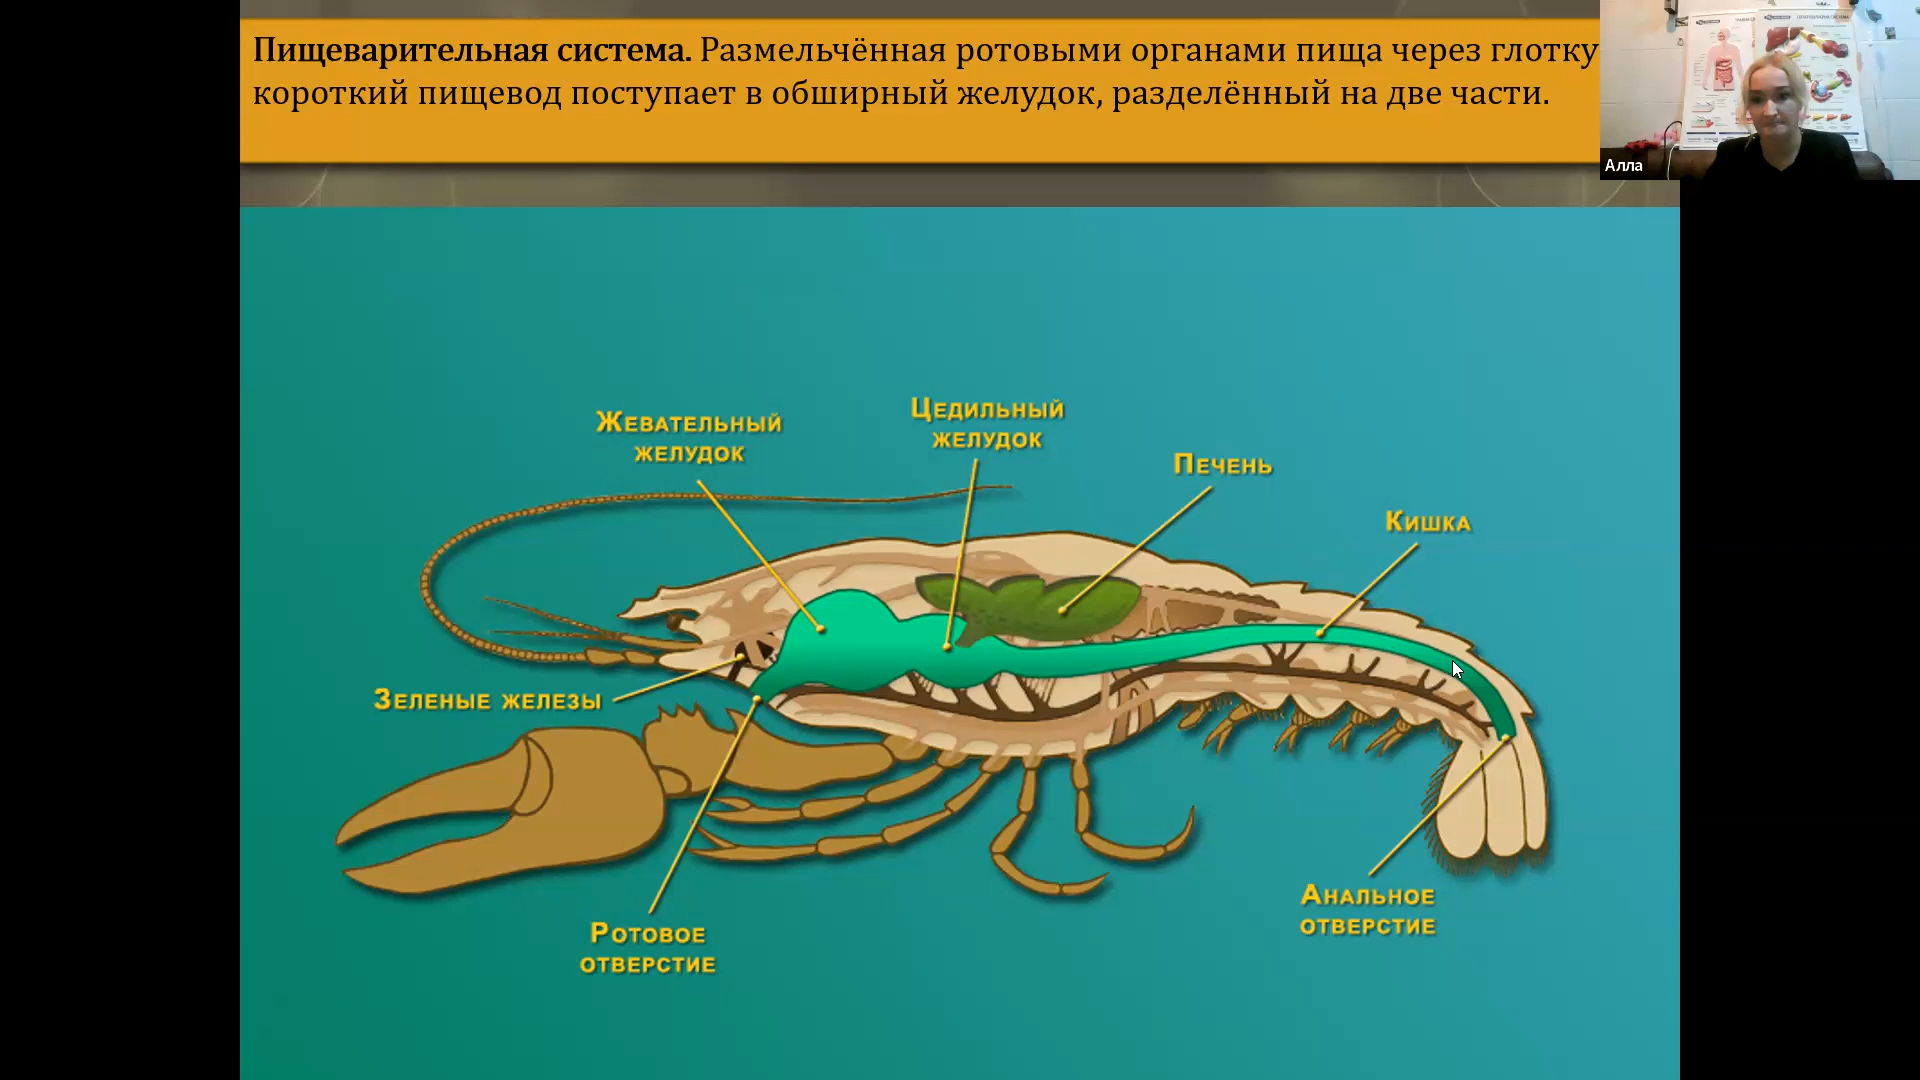 Пищеварительная система. Размельчённая ротовыми органами пища через глотку
короткий пищевод поступает в обширный желудок, разделённый на две части.
Алла
Жевательный
желудок
Цедильный
желудок
Печень
Кишка
Зеленые железы
Ротовое
отверстие
Анальное
отверстие